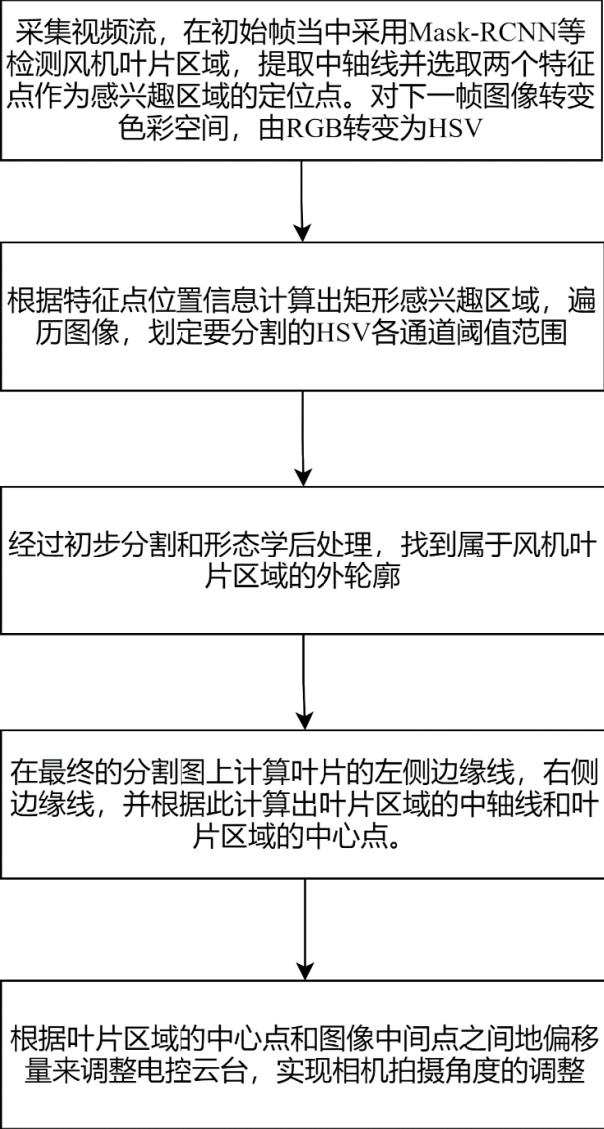 采集视频流，在初始帧当中采用Mask-RCNN等
检测风机叶片区域，提取中轴线并选取两个特征
点作为感兴趣区域的定位点。对下一帧图像转变
色彩空间，由RGB转变为HSV
根据特征点位置信息计算出矩形感兴趣区域，遍
历图像，划定要分割的HSV各通道阈值范围
经过初步分割和形态学后处理，找到属于风机叶
片区域的外轮廓
在最终的分割图上计算叶片的左侧边缘线，右侧
边缘线，并根据此计算出叶片区域的中轴线和叶
片区域的中心点。
根据叶片区域的中心点和图像中间点之间地偏移
量来调整电控云台，实现相机拍摄角度的调整